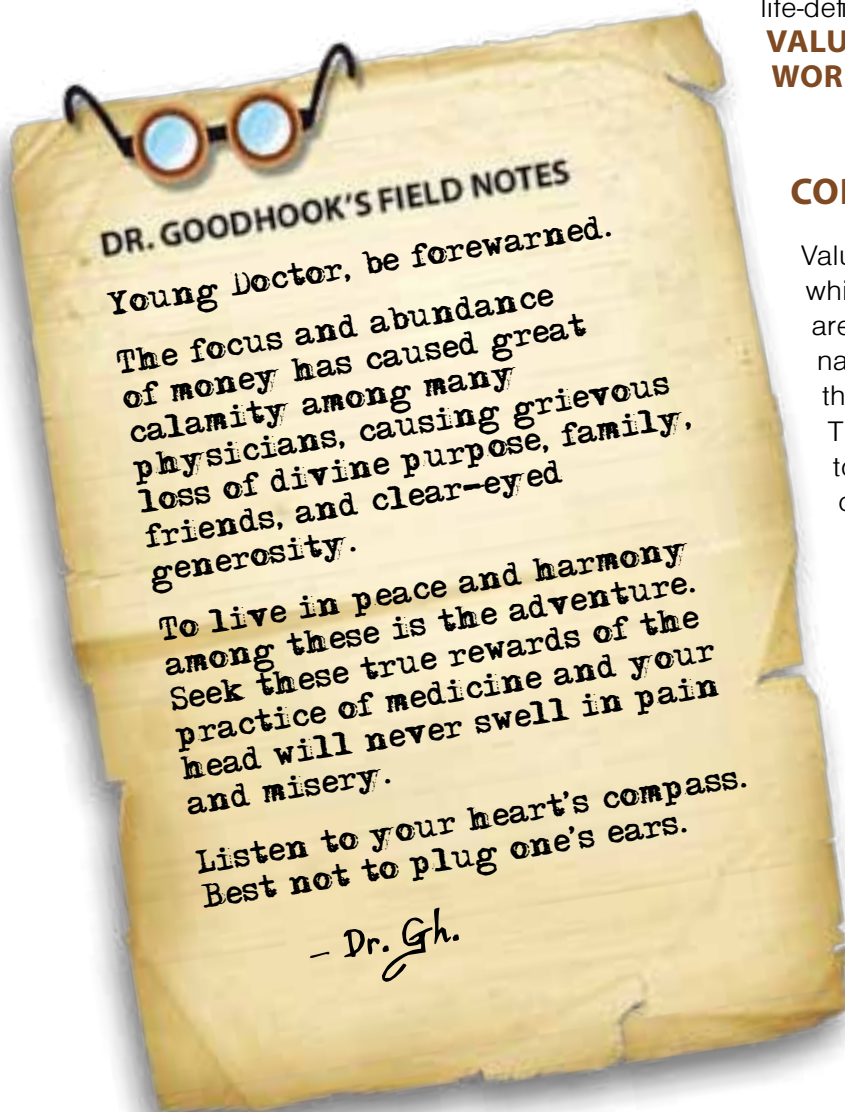 DR. GOODHOOK'S FIELD NOTES
Young Doctor, be forewarned.
The focus and abundance
of money has caused great
calamity among many
physicians, causing grievous
loss of divine purpose, family,
friends, and clear-eyed
generosity.
To live in peace and harmony
among these is the adventure.
Seek these true rewards of the
practice of medicine and your
head will never swell in pain
and misery.
Listen to your heart's compass.
Best not to plug one's ears.
– Dr. Gh.
VALU
WOR
COI
Valu
whi
are
na
th
T
to